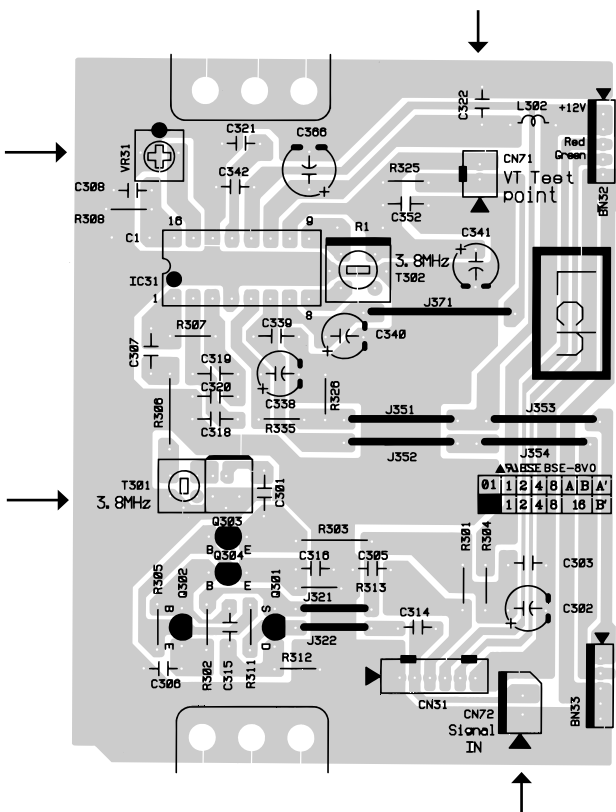 C322
L302
+12V
Red
Green
BN32
VR31
C321
C366
CN71
VT Test
point
C342
R325
C308
C352
R308
C1
16
9
R1
C341
3.8MHz
T302
IC31
1
8
J371
R307
C339
C340
C307
C319
C320
C338
R326
R306
C318
R335
J351
J353
J352
J354
BSE-8V0
01 1 2 4 8 A B A'
1 2 4 8 16 B'
T301
3.8MHz
C301
Q303
B E
Q304
B E
R303
R301
R304
C316
C305
C303
R305
Q302
Q301
R313
C302
J321
B
S
C314
J322
E
D
C306
R302
C315
R311
R312
CN31
CN72
Signal
IN
BN33